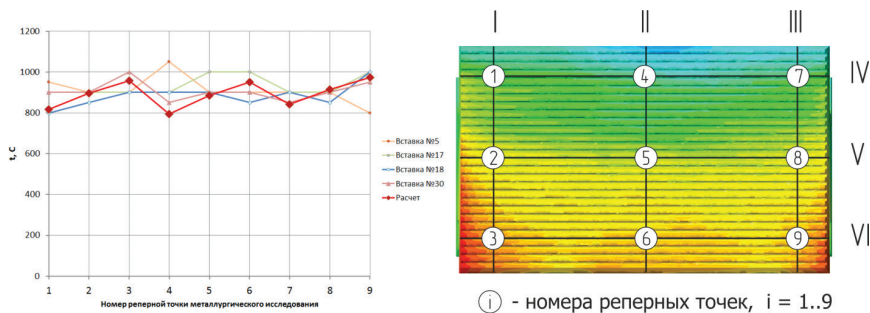 1200
1000
800
600
400
200
0
t, C
1 2 3 4 5 6 7 8 9
Номер реперной точки металлургического исследования
Вставка №5
Вставка №17
Вставка №18
Вставка №30
Расчет
I II III
1 4 7 IV
2 5 8 V
3 6 9 VI
i - номера реперных точек, i = 1..9